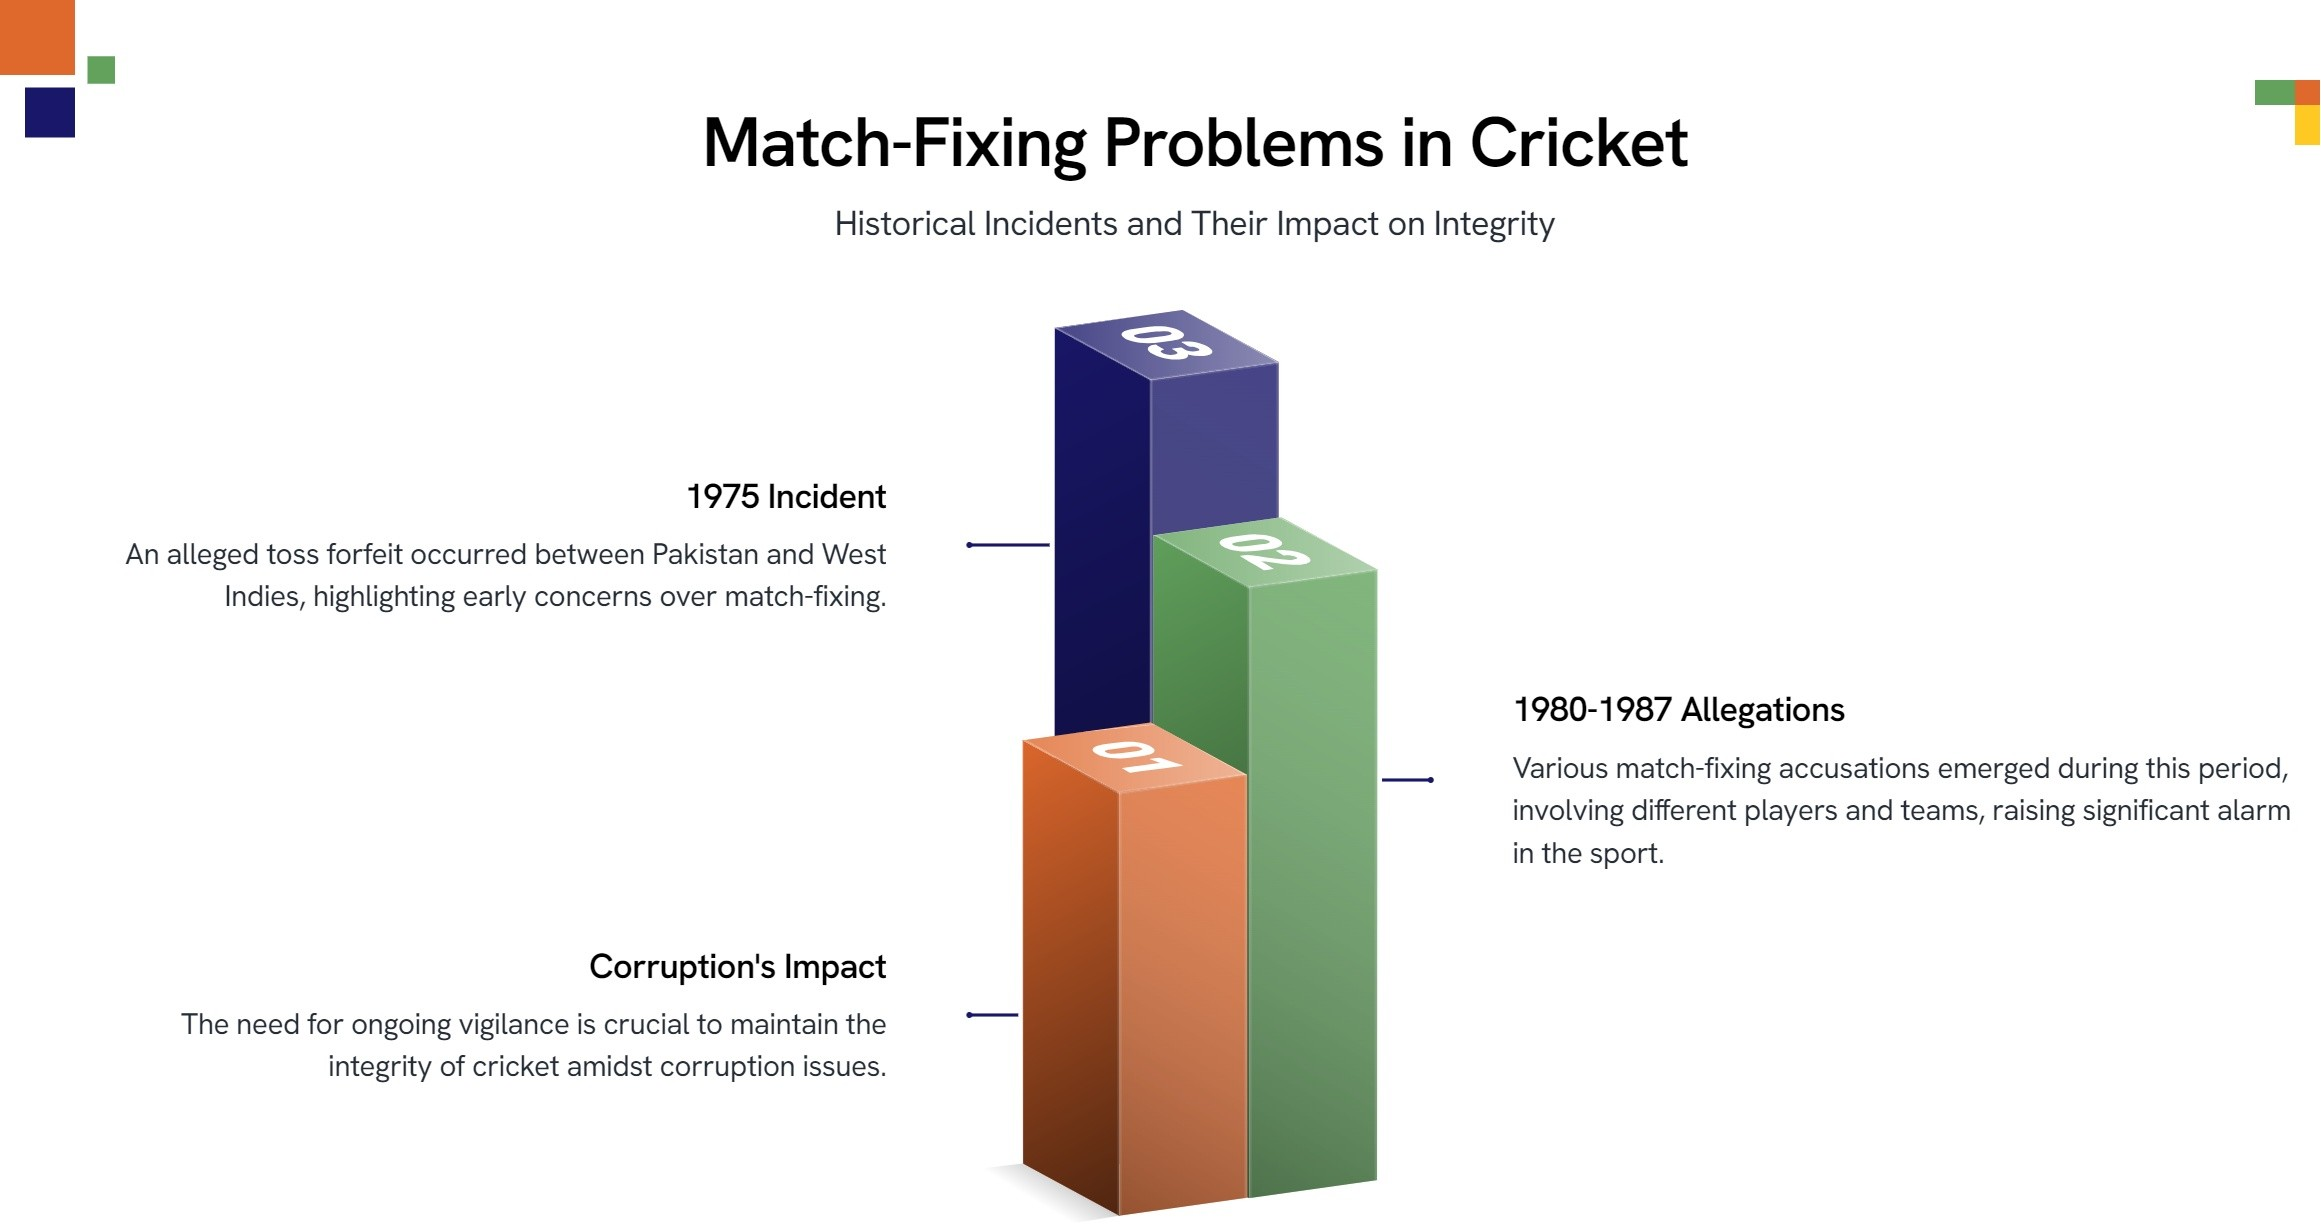 Match-Fixing Problems in Cricket
Historical Incidents and Their Impact on Integrity
03
1975 Incident
An alleged toss forfeit occurred between Pakistan and West
Indies, highlighting early concerns over match-fixing.
02
1980-1987 Allegations
Various match-fixing accusations emerged during this period,
involving different players and teams, raising significant alarm
in the sport.
01
Corruption's Impact
The need for ongoing vigilance is crucial to maintain the
integrity of cricket amidst corruption issues.